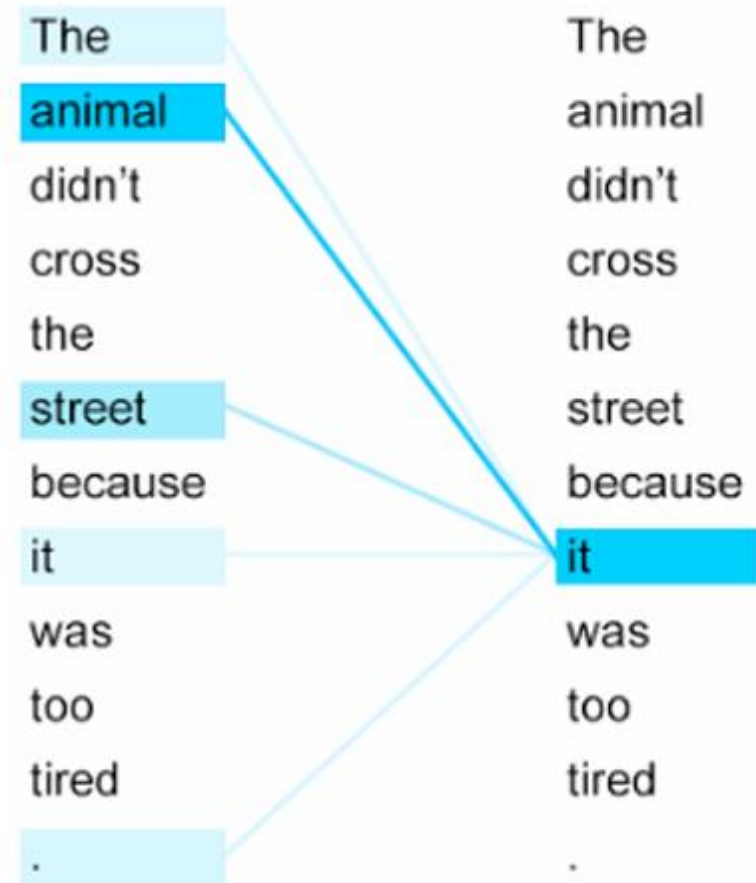 The The
animal animal
didn't didn't
cross cross
the the
street street
because because
it it
was was
too too
tired tired
. .